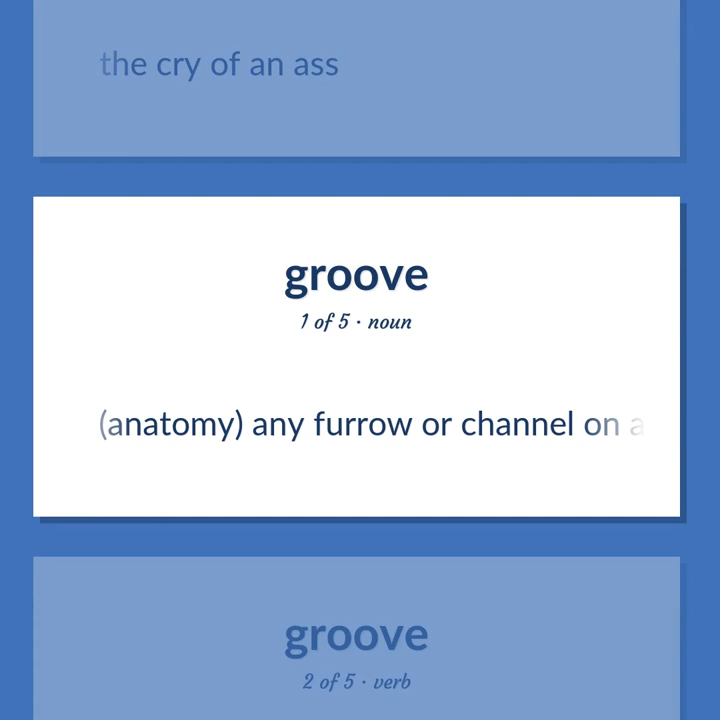 the cry of an ass
groove
1 of 5 · noun
(anatomy) any furrow or channel on a
groove
2 of 5 · verb